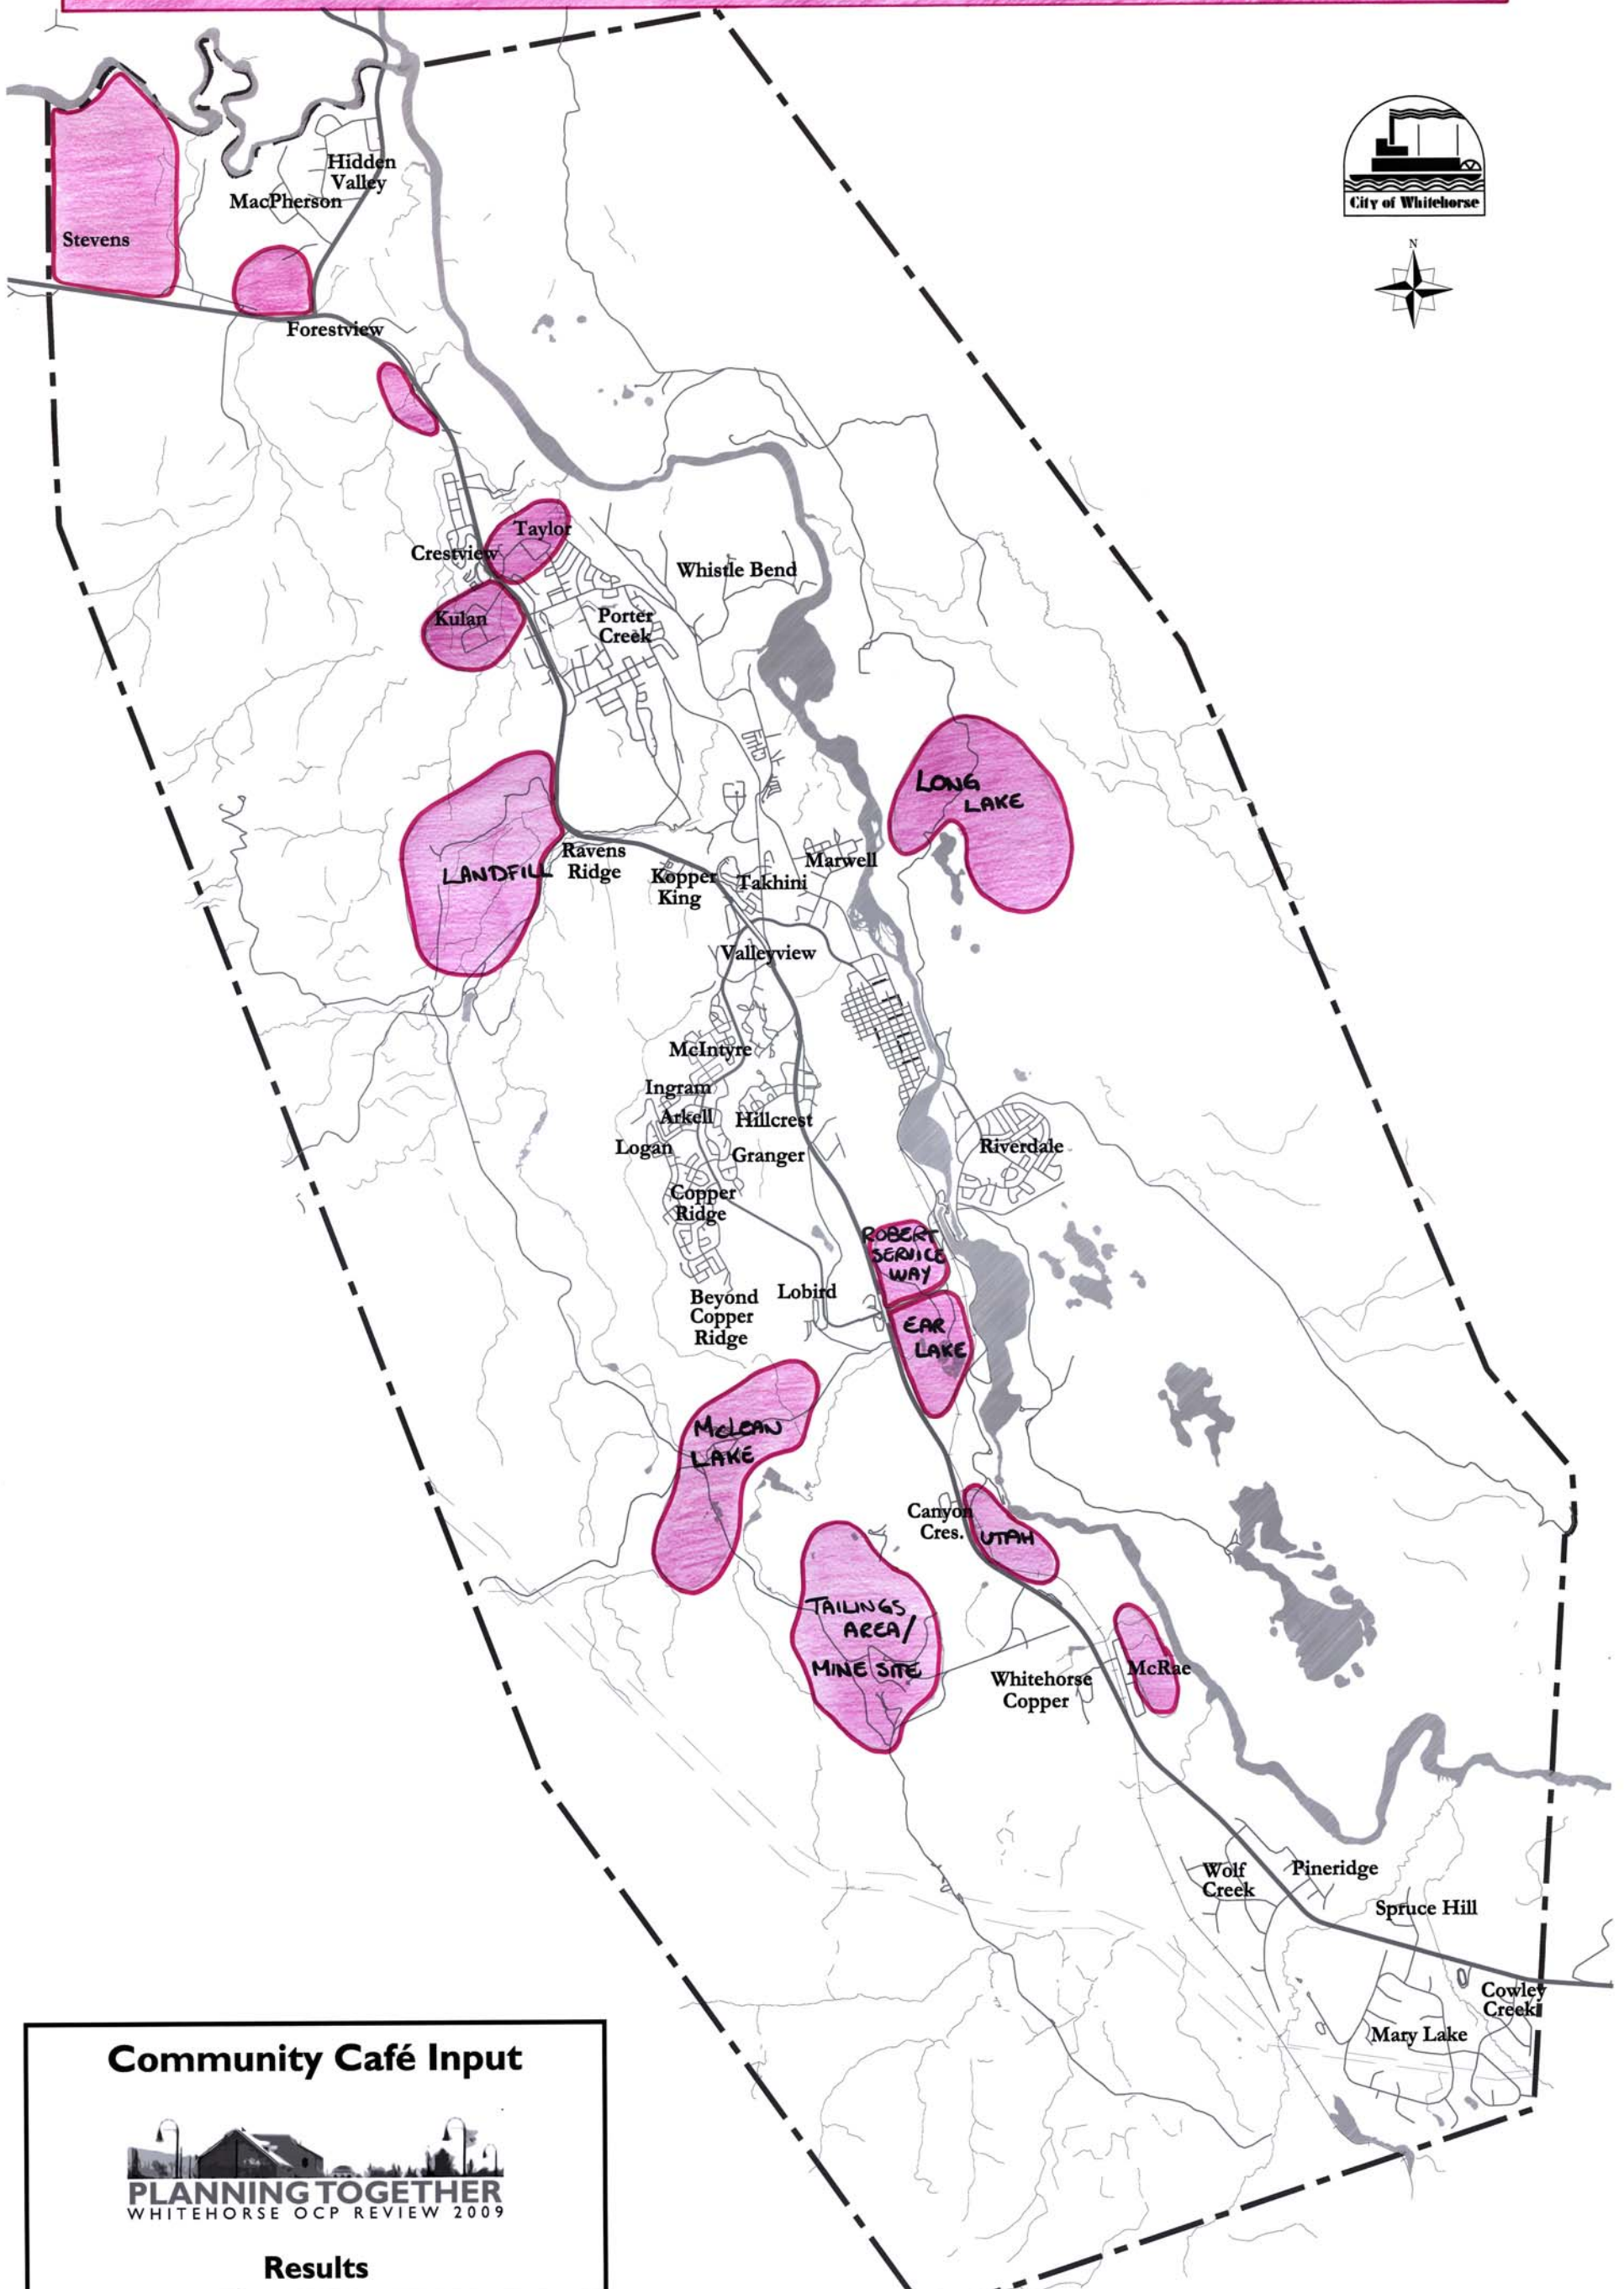 City of Whitehorse
N
Hidden
Valley
MacPherson
Stevens
Forestview
Taylor
Crestview
Whistle Bend
Kulan
Porter
Creek
LONG
LAKE
LANDFILL
Ravens
Ridge
Marwell
Kopper
King
Takhini
Valleyview
McIntyre
Ingram
Arkell
Hillcrest
Logan
Granger
Riverdale
Copper
Ridge
ROBERT
SERVICE
WAY
Beyond
Copper
Ridge
Lobird
EAR
LAKE
McLEAN
LAKE
Canyon
Cres.
UTAH
TAILINGS
AREA/
MINE SITE
Whitehorse
Copper
McRae
Wolf
Creek
Pineridge
Spruce Hill
Cowley
Creek
Mary Lake
Community Café Input
PLANNING TOGETHER
WHITEHORSE OCP REVIEW 2009
Results